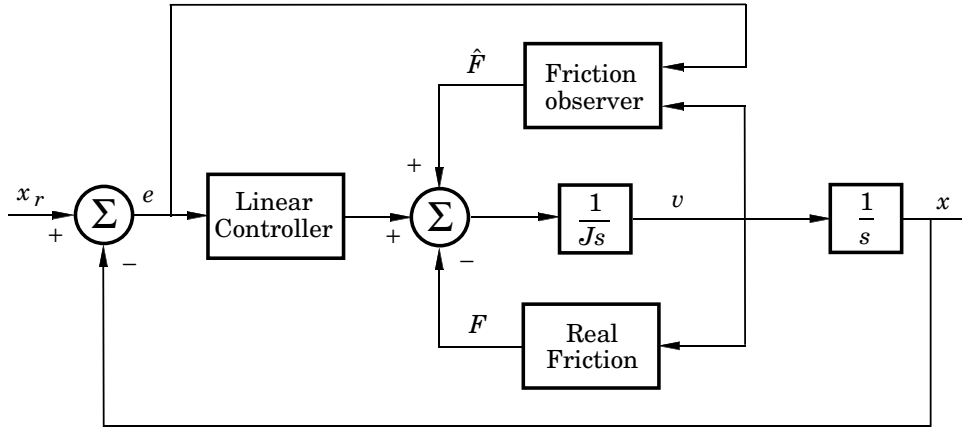 F̂
Friction
observer
+
x_r
+
Σ
−
e
Linear
Controller
+
Σ
−
1
Js
v
1
s
x
F
Real
Friction